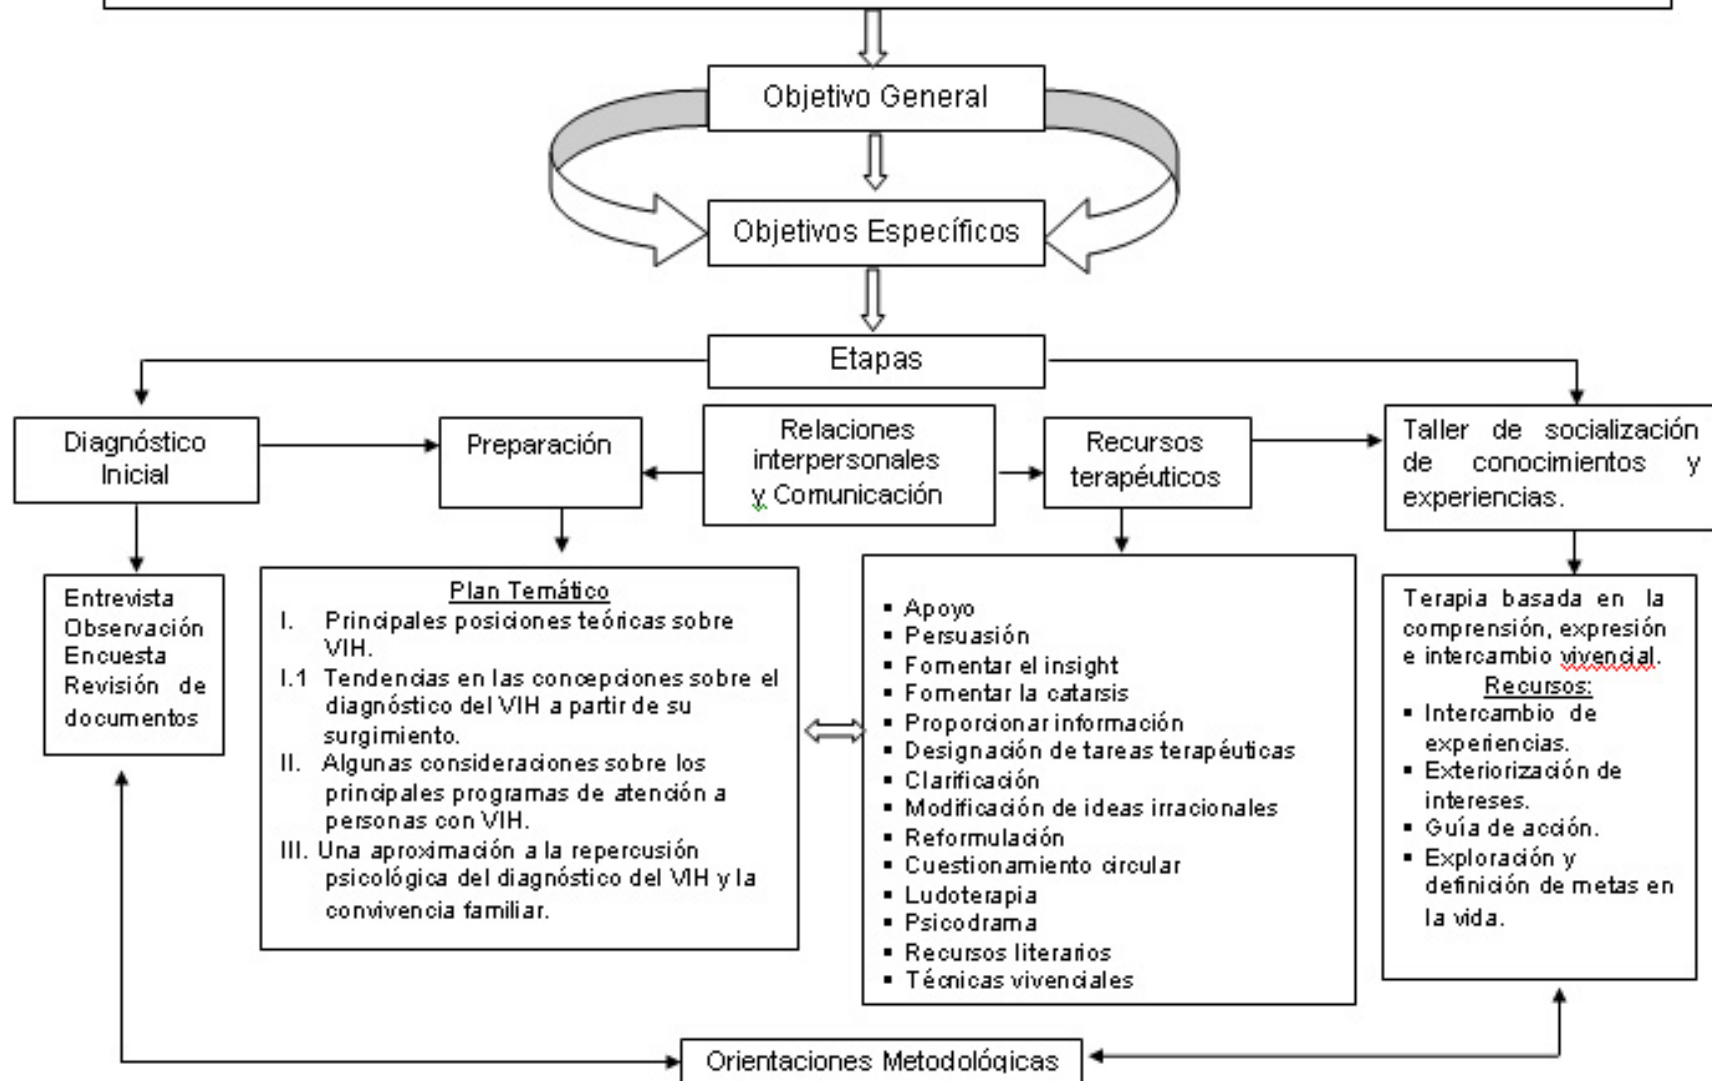 Objetivo General
Objetivos Específicos
Etapas
Diagnóstico
Inicial
Preparación
Relaciones
interpersonales
y Comunicación
Recursos
terapéuticos
Taller de socialización
de conocimientos y
experiencias.
Entrevista
Observación
Encuesta
Revisión de
documentos
Plan Temático
I. Principales posiciones teóricas sobre
VIH.
I.1 Tendencias en las concepciones sobre el
diagnóstico del VIH a partir de su
surgimiento.
II. Algunas consideraciones sobre los
principales programas de atención a
personas con VIH.
III. Una aproximación a la repercusión
psicológica del diagnóstico del VIH y la
convivencia familiar.
▪ Apoyo
▪ Persuasión
▪ Fomentar el insight
▪ Fomentar la catarsis
▪ Proporcionar información
▪ Designación de tareas terapéuticas
▪ Clarificación
▪ Modificación de ideas irracionales
▪ Reformulación
▪ Cuestionamiento circular
▪ Ludoterapia
▪ Psicodrama
▪ Recursos literarios
▪ Técnicas vivenciales
Terapia basada en la
comprensión, expresión
e intercambio vivencial.
Recursos:
▪ Intercambio de
experiencias.
▪ Exteriorización de
intereses.
▪ Guía de acción.
▪ Exploración y
definición de metas en
la vida.
Orientaciones Metodológicas